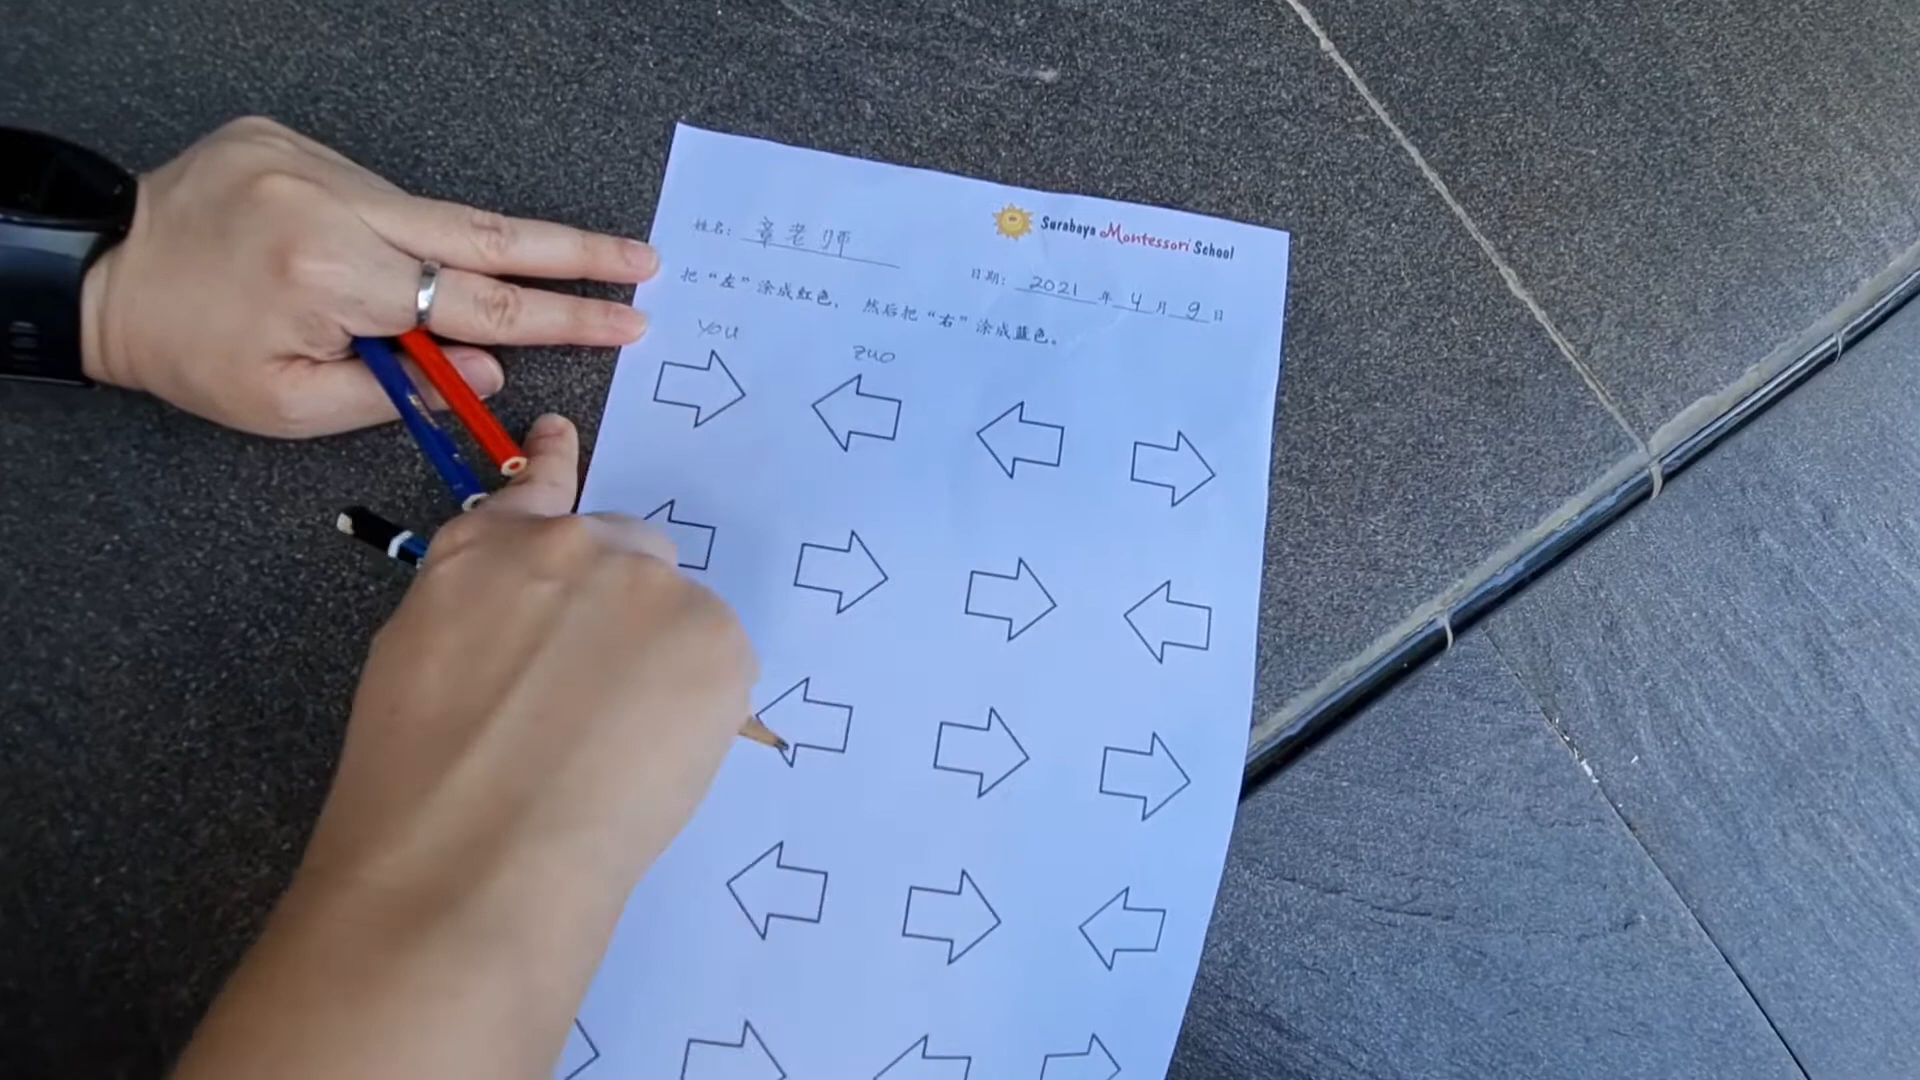 Surabaya Montessori School
姓名: 章老师
日期: 2021 年 4 月 9 日
把“左”涂成红色, 然后把“右”涂成蓝色。
you
zuo